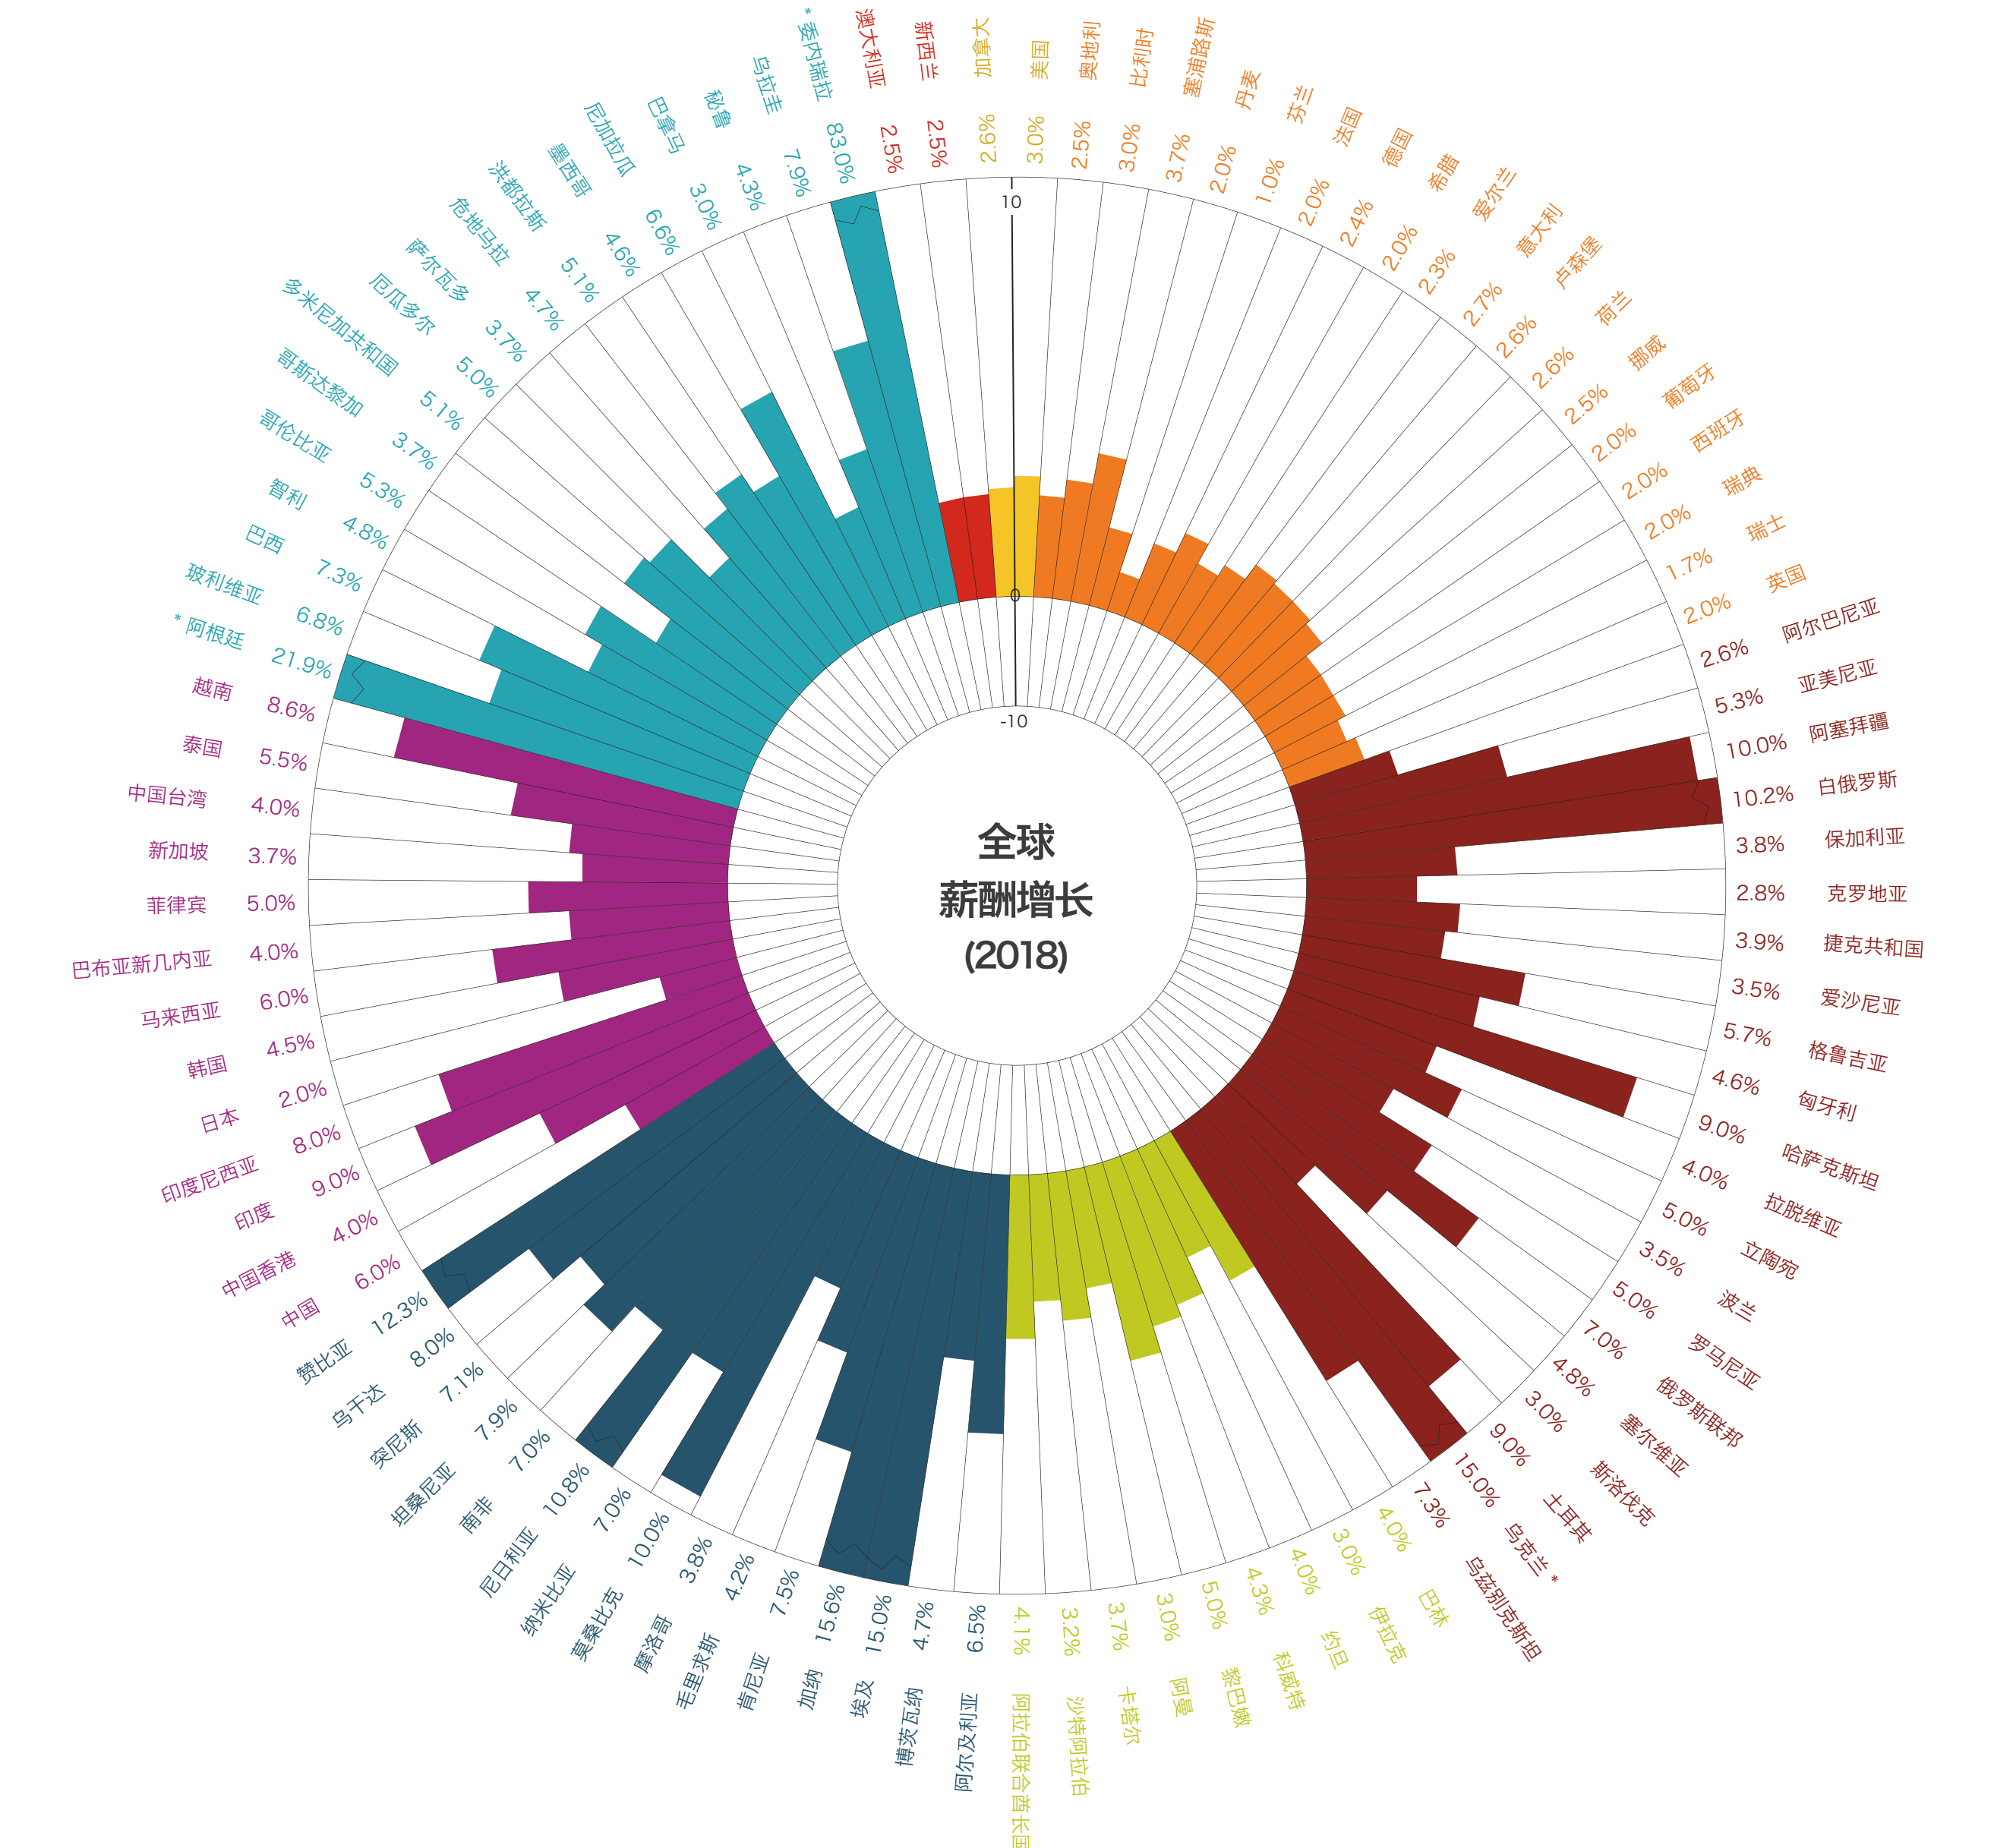 全球
薪酬增长
(2018)
10
0
-10
澳大利亚 2.5%
新西兰 2.5%
加拿大 2.6%
美国 3.0%
奥地利 2.5%
比利时 3.0%
塞浦路斯 3.7%
丹麦 2.0%
芬兰 1.0%
法国 2.0%
德国 2.4%
希腊 2.0%
爱尔兰 2.3%
意大利 2.7%
卢森堡 2.6%
荷兰 2.6%
挪威 2.5%
葡萄牙 2.0%
西班牙 2.0%
瑞典 2.0%
瑞士 1.7%
英国 2.0%
阿尔巴尼亚 2.6%
亚美尼亚 5.3%
阿塞拜疆 10.0%
白俄罗斯 10.2%
保加利亚 3.8%
克罗地亚 2.8%
捷克共和国 3.9%
爱沙尼亚 3.5%
格鲁吉亚 5.7%
匈牙利 4.6%
哈萨克斯坦 9.0%
拉脱维亚 4.0%
立陶宛 5.0%
波兰 3.5%
罗马尼亚 5.0%
俄罗斯联邦 7.0%
塞尔维亚 4.8%
斯洛伐克 3.0%
土耳其 9.0%
乌克兰 * 15.0%
乌兹别克斯坦 7.3%
巴林 4.0%
伊拉克 3.0%
约旦 4.0%
科威特 4.3%
黎巴嫩 5.0%
阿曼 3.0%
卡塔尔 3.7%
沙特阿拉伯 3.2%
阿拉伯联合酋长国 4.1%
阿尔及利亚 6.5%
博茨瓦纳 4.7%
埃及 15.0%
加纳 15.6%
肯尼亚 7.5%
毛里求斯 4.2%
摩洛哥 3.8%
莫桑比克 10.0%
纳米比亚 7.0%
尼日利亚 10.8%
南非 7.0%
坦桑尼亚 7.9%
突尼斯 7.1%
乌干达 8.0%
赞比亚 12.3%
中国 6.0%
中国香港 4.0%
印度 9.0%
印度尼西亚 8.0%
日本 2.0%
韩国 4.5%
马来西亚 6.0%
巴布亚新几内亚 4.0%
菲律宾 5.0%
新加坡 3.7%
中国台湾 4.0%
泰国 5.5%
越南 8.6%
* 阿根廷 21.9%
玻利维亚 6.8%
巴西 7.3%
智利 4.8%
哥伦比亚 5.3%
哥斯达黎加 3.7%
多米尼加共和国 5.1%
厄瓜多尔 5.0%
萨尔瓦多 3.7%
危地马拉 4.7%
洪都拉斯 5.1%
墨西哥 4.6%
尼加拉瓜 6.6%
巴拿马 3.0%
秘鲁 4.3%
乌拉圭 7.9%
* 委内瑞拉 83.0%